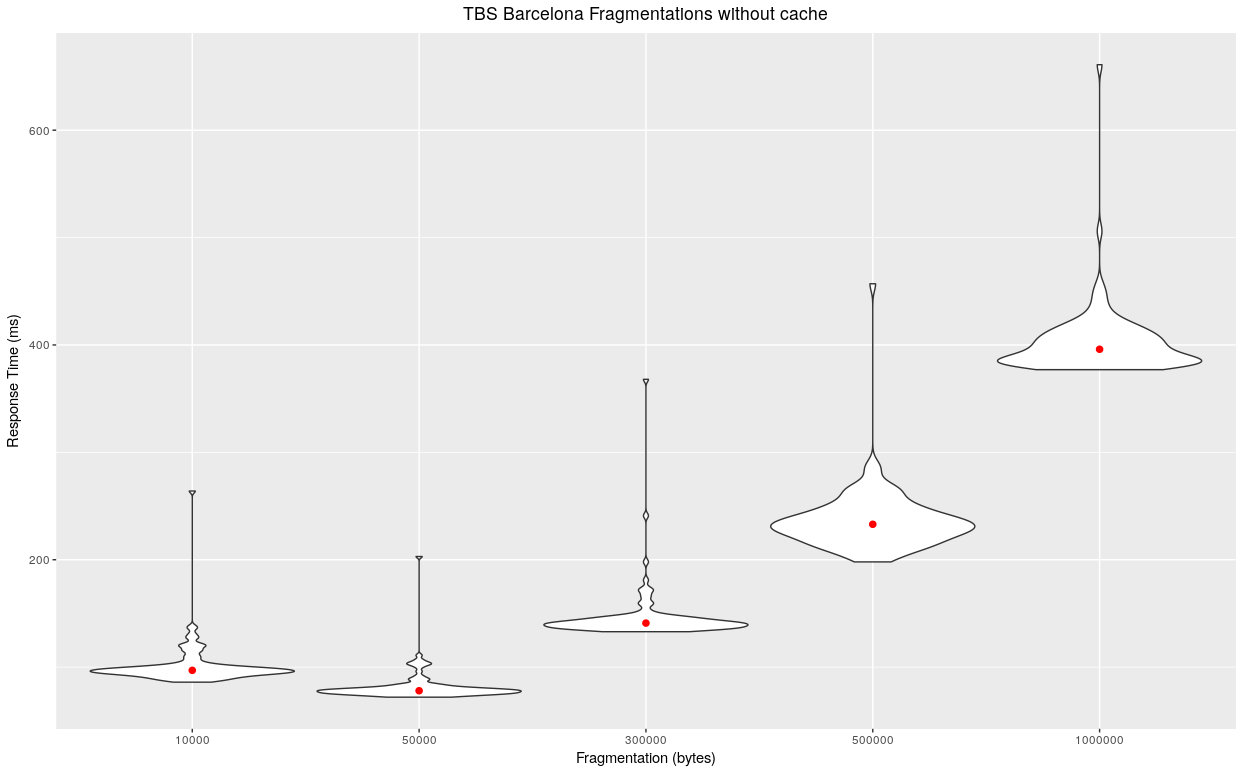 TBS Barcelona Fragmentations without cache
600
400
200
Response Time (ms)
10000
50000
300000
500000
1000000
Fragmentation (bytes)